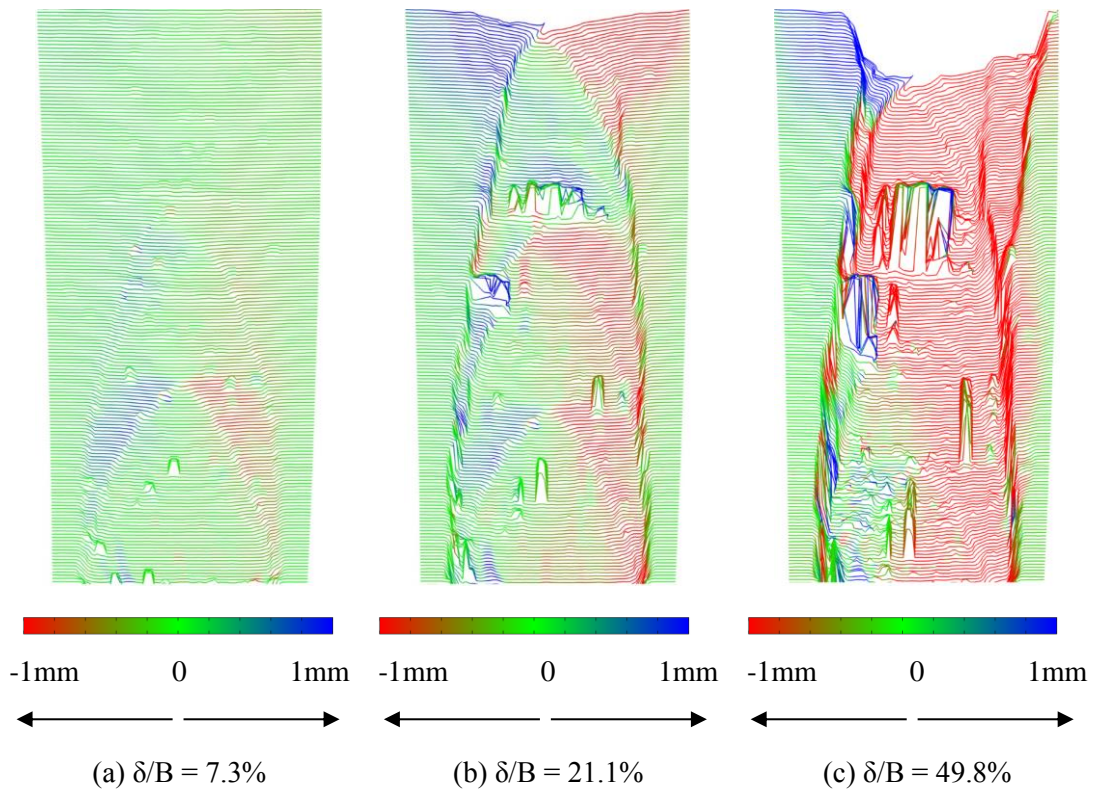 -1mm 0 1mm -1mm 0 1mm -1mm 0 1mm
(a) δ/B = 7.3% (b) δ/B = 21.1% (c) δ/B = 49.8%